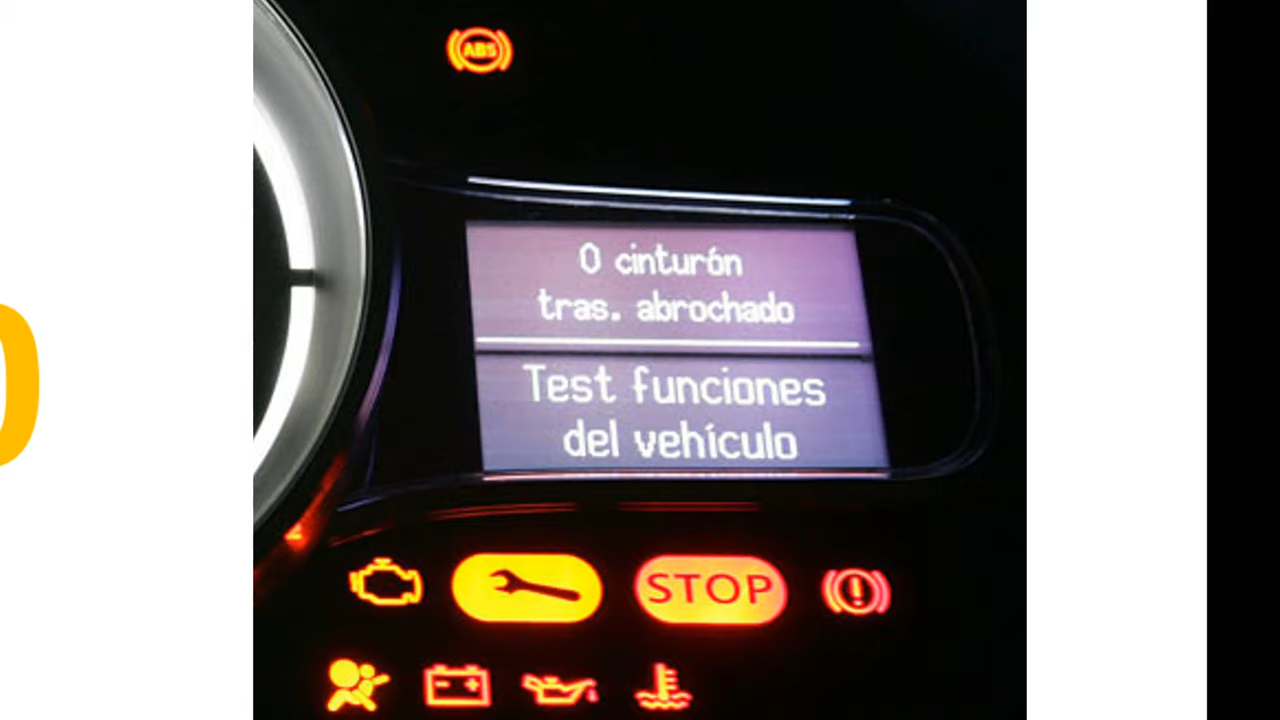 ABS
0 cinturón
tras. abrochado
Test funciones
del vehículo
STOP